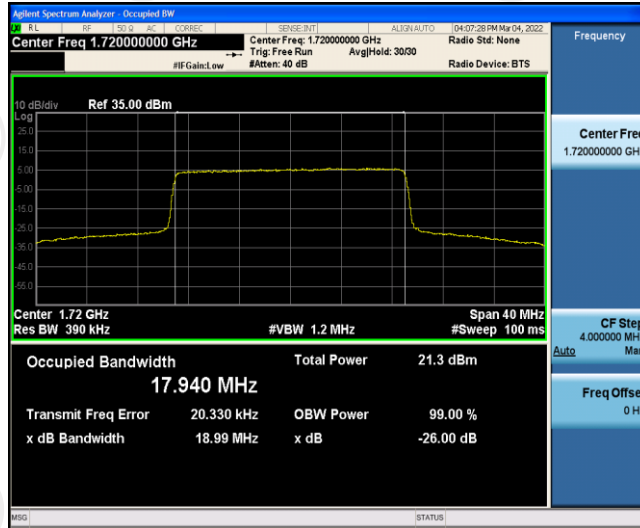 Agilent Spectrum Analyzer - Occupied BW
RL RF 50 Ω AC CORREC SENSE:INT ALIGN AUTO 04:07:28 PM Mar 04, 2022
Center Freq 1.720000000 GHz Center Freq: 1.720000000 GHz Radio Std: None
Trig: Free Run Avg|Hold: 30/30
#IFGain:Low #Atten: 40 dB Radio Device: BTS
10 dB/div Ref 35.00 dBm
Log
25.0
15.0
5.00
-5.00
-15.0
-25.0
-35.0
-45.0
-55.0
Center 1.72 GHz Span 40 MHz
Res BW 390 kHz #VBW 1.2 MHz #Sweep 100 ms
Occupied Bandwidth Total Power 21.3 dBm
17.940 MHz
Transmit Freq Error 20.330 kHz OBW Power 99.00 %
x dB Bandwidth 18.99 MHz x dB -26.00 dB
MSG STATUS
Frequency
Center Fre
1.720000000 GH
CF Step
4.000000 MH
Auto Ma
Freq Offse
0 H